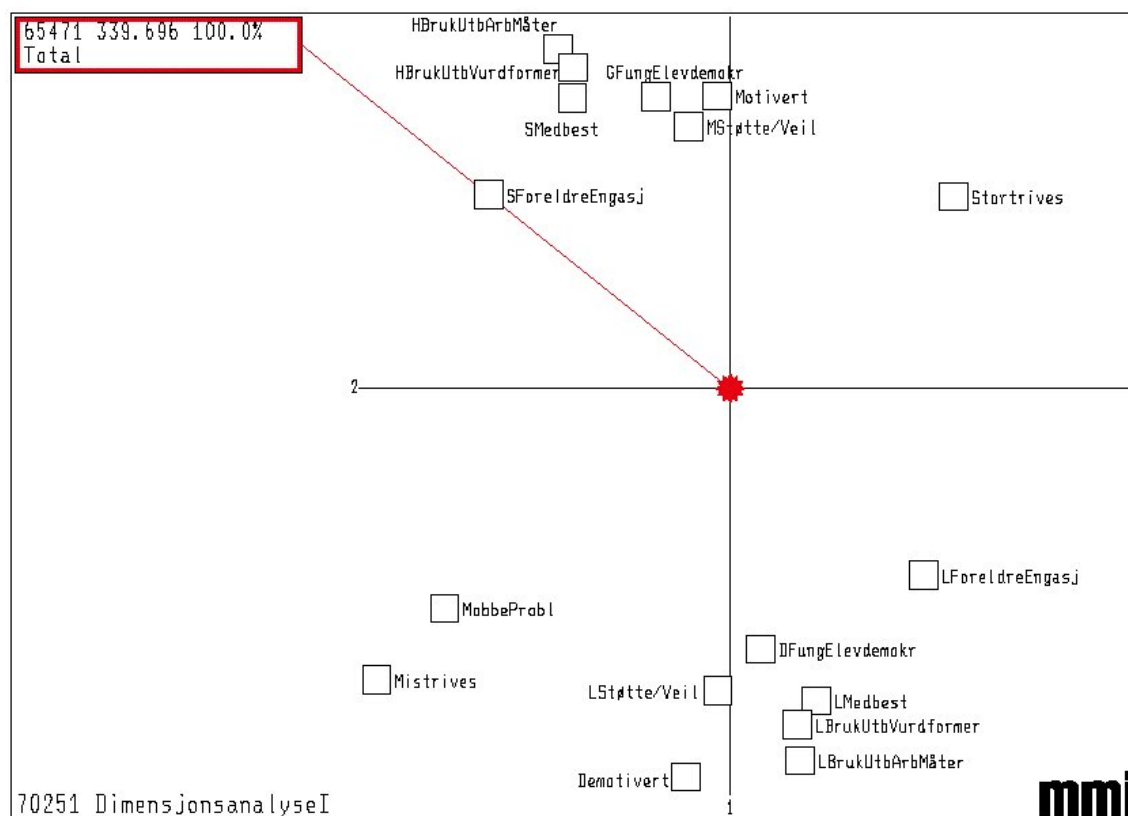 65471 339.696 100.0%
Total
HBrukUtbArbMåter
HBrukUtbVurdformer
GFungElevdemokr
Motivert
SMedbest
MStøtte/Veil
SForeldreEngasj
Stortrives
2
LForeldreEngasj
MobbeProbl
DFungElevdemokr
Mistrives
LStøtte/Veil
LMedbest
LBrukUtbVurdformer
LBrukUtbArbMåter
Demotivert
70251 DimensjonsanalyseI
1
mmi